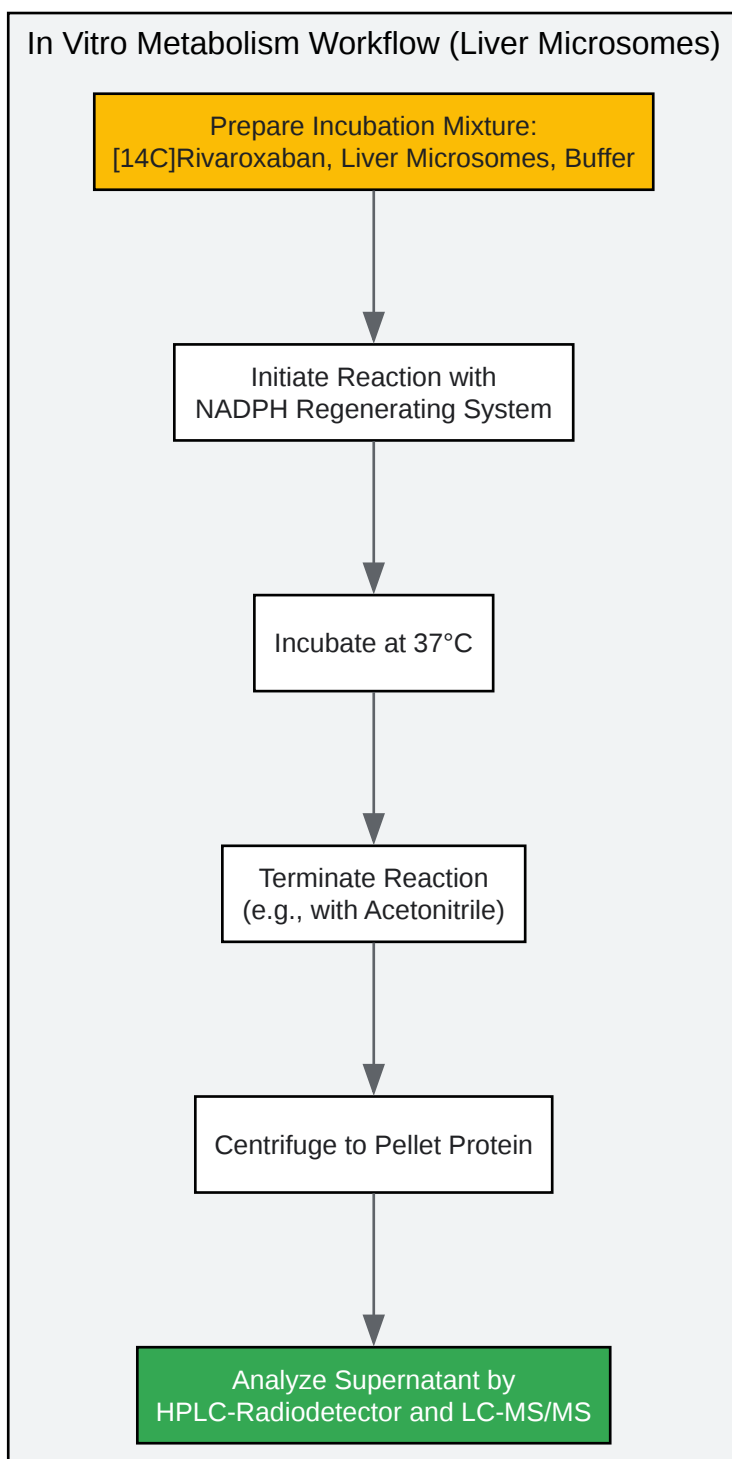 In Vitro Metabolism Workflow (Liver Microsomes)
Prepare Incubation Mixture:
[14C]Rivaroxaban, Liver Microsomes, Buffer
Initiate Reaction with
NADPH Regenerating System
Incubate at 37°C
Terminate Reaction
(e.g., with Acetonitrile)
Centrifuge to Pellet Protein
Analyze Supernatant by
HPLC-Radiodetector and LC-MS/MS